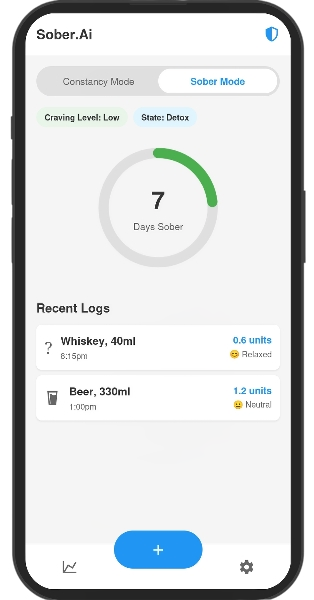 Sober.Ai
Constancy Mode Sober Mode
Craving Level: Low State: Detox
7
Days Sober
Recent Logs
? Whiskey, 40ml 0.6 units
8:15pm 😊 Relaxed
Beer, 330ml 1.2 units
1:00pm 😐 Neutral
+